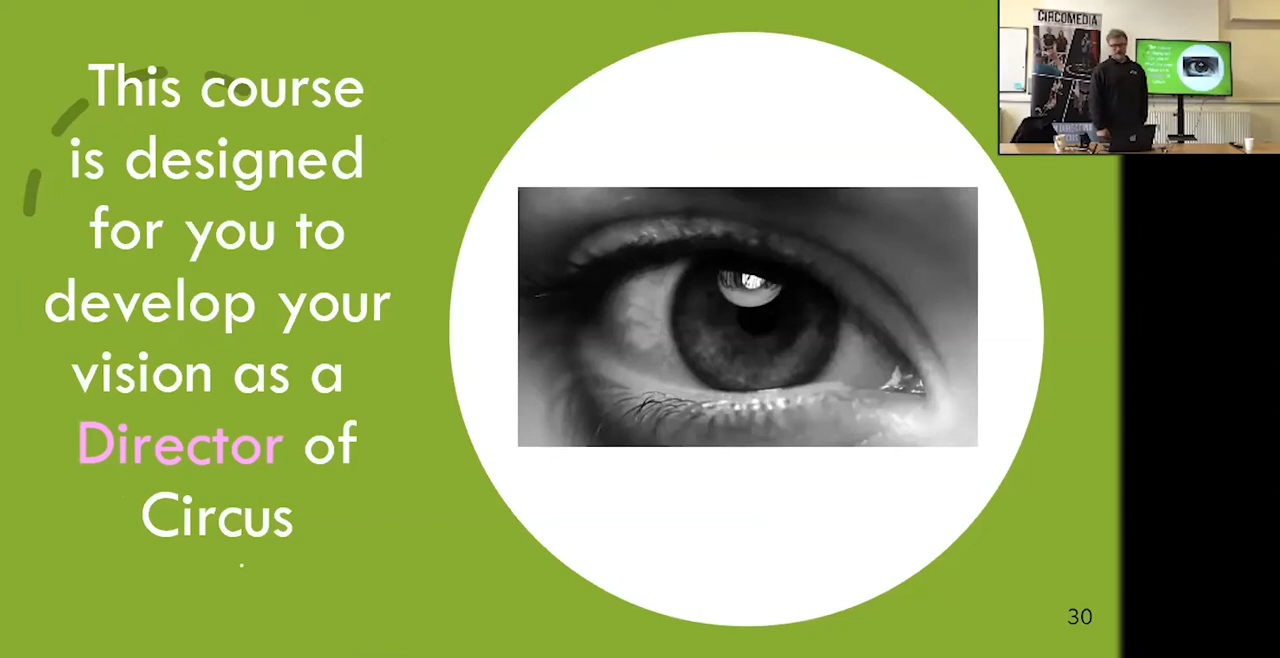 This course
is designed
for you to
develop your
vision as a
Director of
Circus
.
30
CIRCOMEDIA